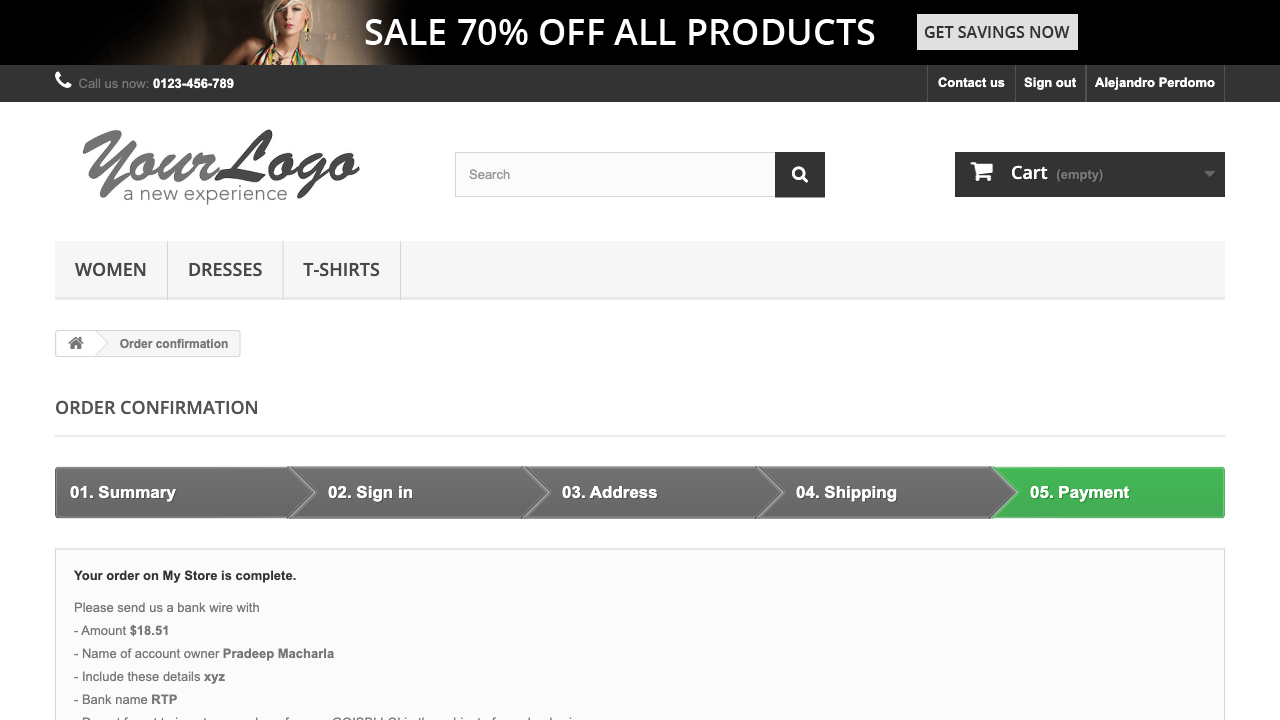 SALE 70% OFF ALL PRODUCTS GET SAVINGS NOW
Call us now: 0123-456-789 Contact us Sign out Alejandro Perdomo
YourLogo
a new experience
Search Cart (empty)
WOMEN DRESSES T-SHIRTS
Order confirmation
ORDER CONFIRMATION
01. Summary 02. Sign in 03. Address 04. Shipping 05. Payment
Your order on My Store is complete.
Please send us a bank wire with
- Amount $18.51
- Name of account owner Pradeep Macharla
- Include these details xyz
- Bank name RTP